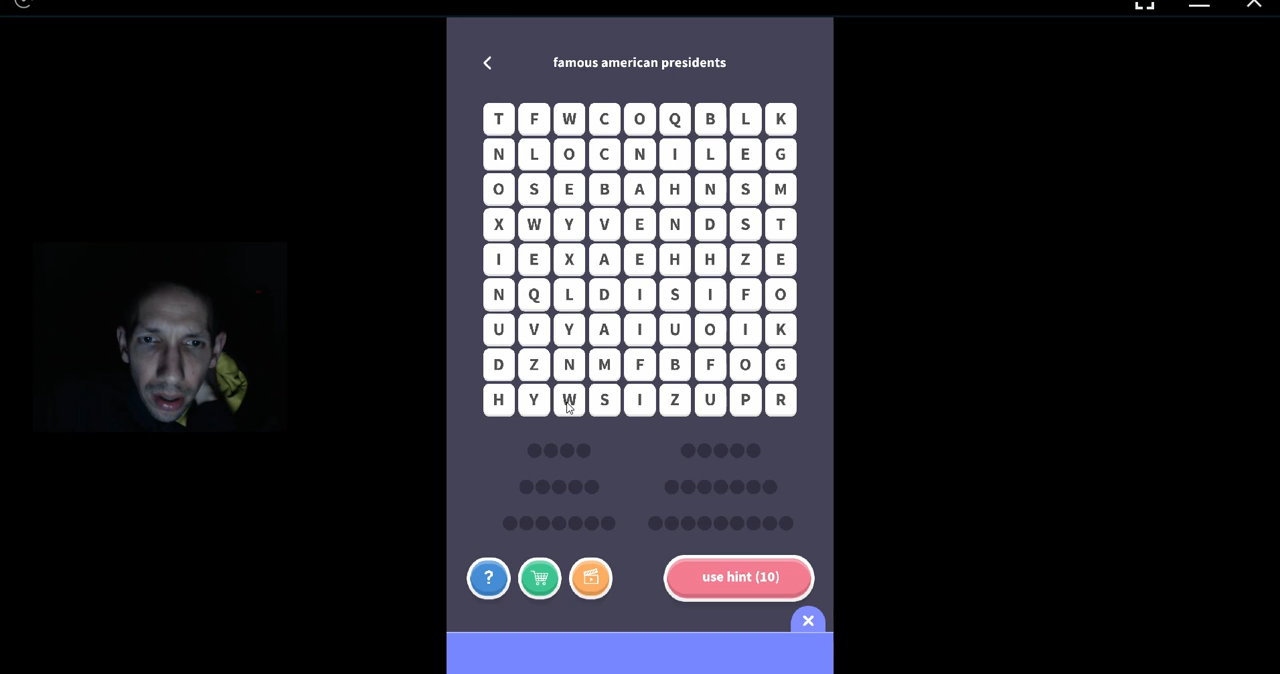 famous american presidents
T F W C O Q B L K
N L O C N I L E G
O S E B A H N S M
X W Y V E N D S T
I E X A E H H Z E
N Q L D I S I F O
U V Y A I U O I K
D Z N M F B F O G
H Y W S I Z U P R
? use hint (10)